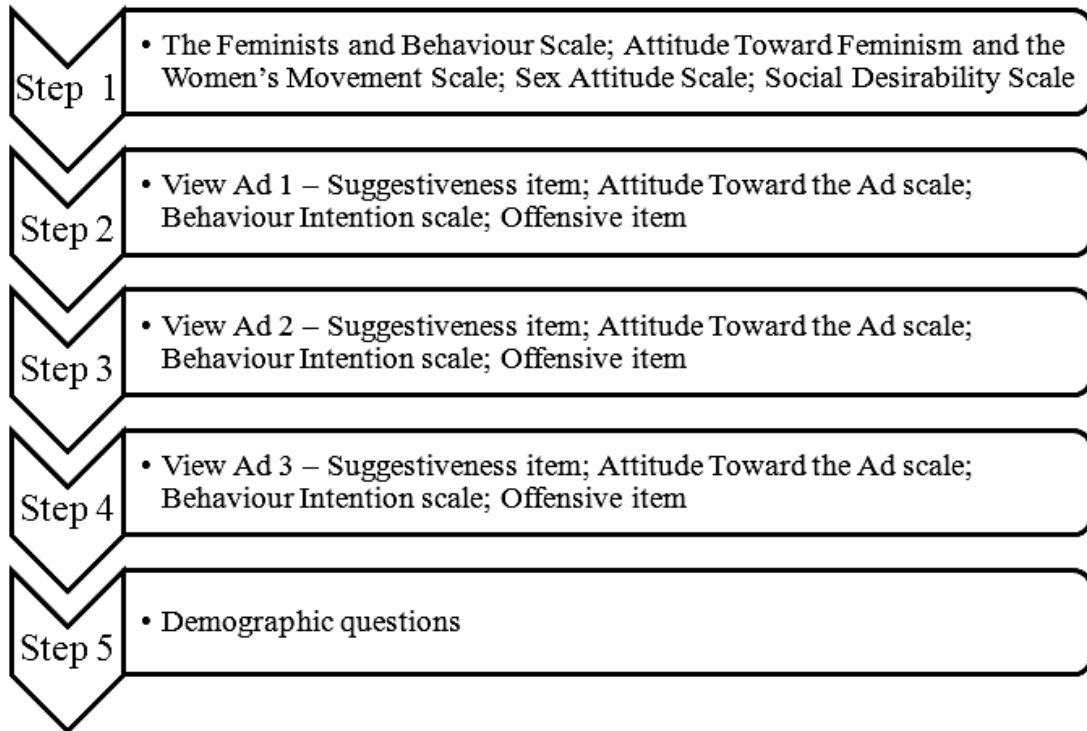 Step 1
• The Feminists and Behaviour Scale; Attitude Toward Feminism and the
Women's Movement Scale; Sex Attitude Scale; Social Desirability Scale
Step 2
• View Ad 1 – Suggestiveness item; Attitude Toward the Ad scale;
Behaviour Intention scale; Offensive item
Step 3
• View Ad 2 – Suggestiveness item; Attitude Toward the Ad scale;
Behaviour Intention scale; Offensive item
Step 4
• View Ad 3 – Suggestiveness item; Attitude Toward the Ad scale;
Behaviour Intention scale; Offensive item
Step 5
• Demographic questions